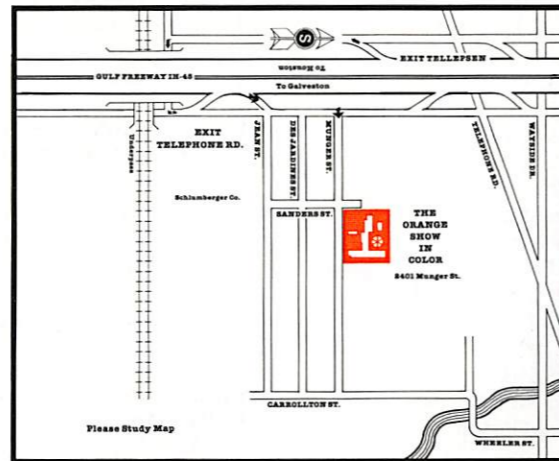 S
To Houston
EXIT TELLEPSEN
GULF FREEWAY IH-45
To Galveston
EXIT
TELEPHONE RD.
Underpass
JEAN ST.
DES JARDINES ST.
MUNGER ST.
TELEPHONE RD.
WAYSIDE DR.
Schlumberger Co.
SANDERS ST.
THE
ORANGE
SHOW
IN
COLOR
2401 Munger St.
CARROLLTON ST.
Please Study Map
WHEELER ST.